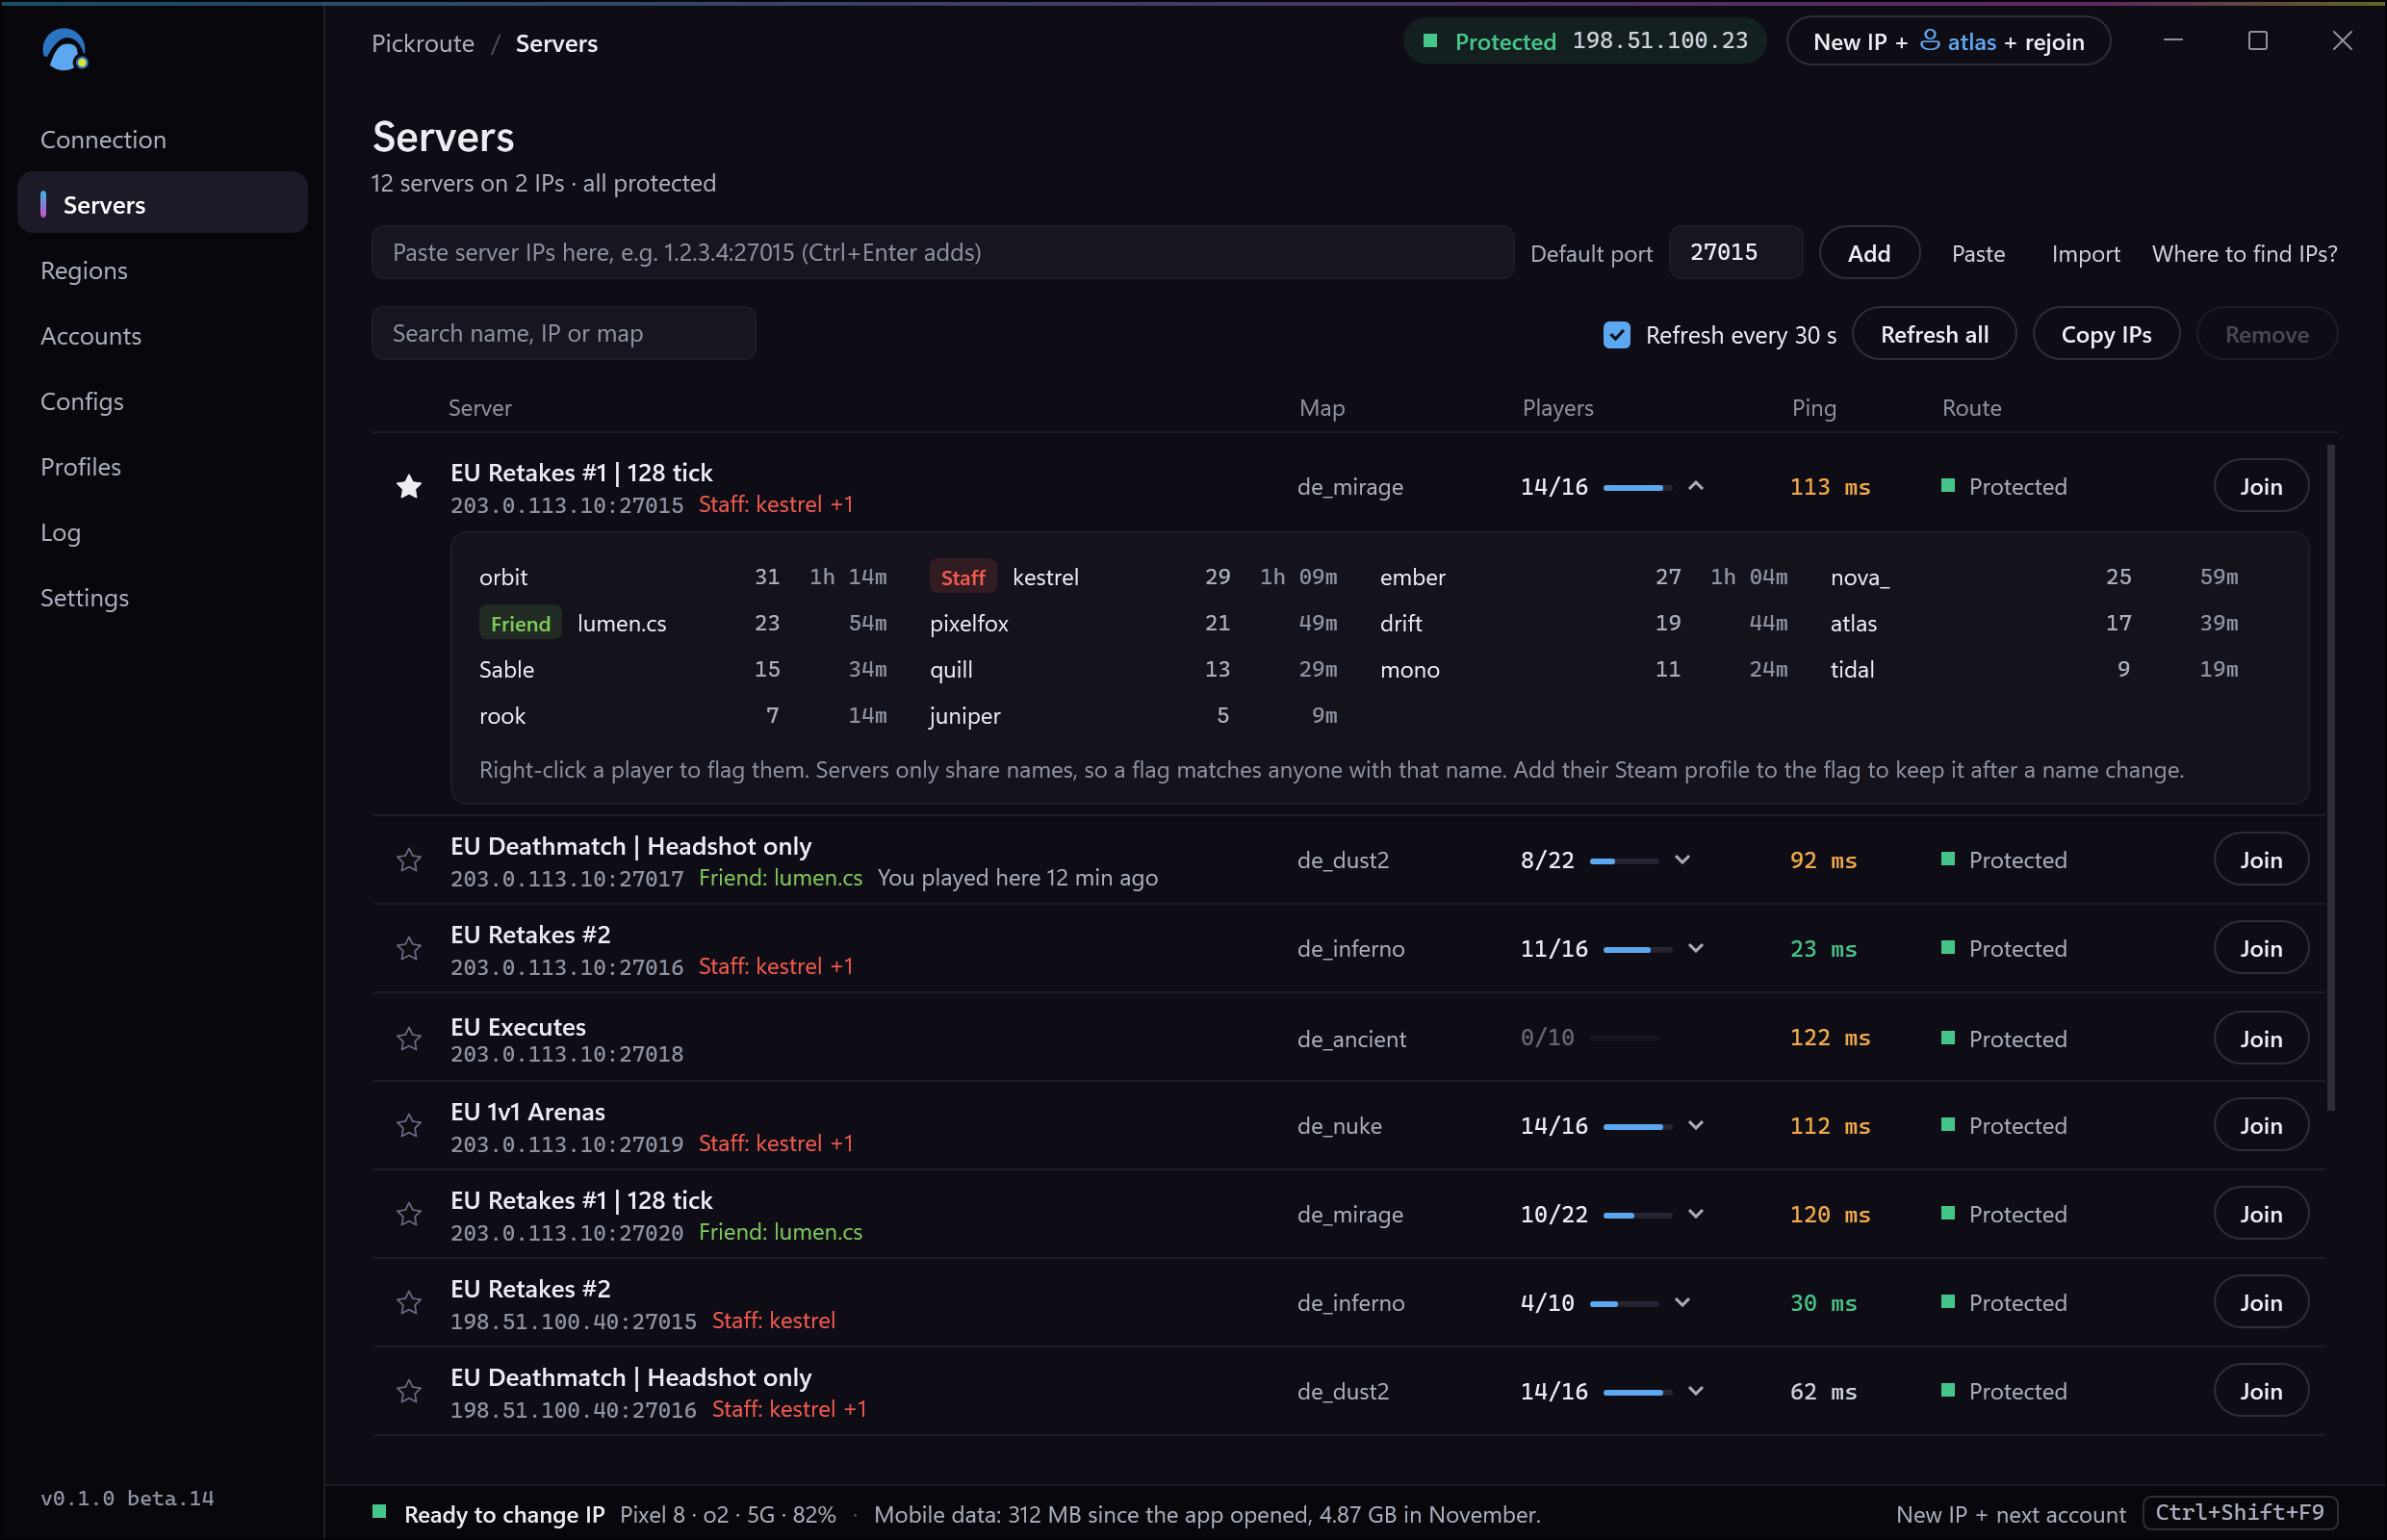 Pickroute / Servers
Protected 198.51.100.23
New IP + atlas + rejoin
Connection
Servers
Regions
Accounts
Configs
Profiles
Log
Settings
v0.1.0 beta.14
Servers
12 servers on 2 IPs · all protected
Paste server IPs here, e.g. 1.2.3.4:27015 (Ctrl+Enter adds)
Default port 27015 Add Paste Import Where to find IPs?
Search name, IP or map
Refresh every 30 s Refresh all Copy IPs Remove
Server Map Players Ping Route
EU Retakes #1 | 128 tick
203.0.113.10:27015 Staff: kestrel +1
de_mirage 14/16 113 ms Protected Join
orbit 31 1h 14m Staff kestrel 29 1h 09m ember 27 1h 04m nova_ 25 59m
Friend lumen.cs 23 54m pixelfox 21 49m drift 19 44m atlas 17 39m
Sable 15 34m quill 13 29m mono 11 24m tidal 9 19m
rook 7 14m juniper 5 9m
Right-click a player to flag them. Servers only share names, so a flag matches anyone with that name. Add their Steam profile to the flag to keep it after a name change.
EU Deathmatch | Headshot only
203.0.113.10:27017 Friend: lumen.cs You played here 12 min ago
de_dust2 8/22 92 ms Protected Join
EU Retakes #2
203.0.113.10:27016 Staff: kestrel +1
de_inferno 11/16 23 ms Protected Join
EU Executes
203.0.113.10:27018
de_ancient 0/10 122 ms Protected Join
EU 1v1 Arenas
203.0.113.10:27019 Staff: kestrel +1
de_nuke 14/16 112 ms Protected Join
EU Retakes #1 | 128 tick
203.0.113.10:27020 Friend: lumen.cs
de_mirage 10/22 120 ms Protected Join
EU Retakes #2
198.51.100.40:27015 Staff: kestrel
de_inferno 4/10 30 ms Protected Join
EU Deathmatch | Headshot only
198.51.100.40:27016 Staff: kestrel +1
de_dust2 14/16 62 ms Protected Join
Ready to change IP Pixel 8 · o2 · 5G · 82% · Mobile data: 312 MB since the app opened, 4.87 GB in November.
New IP + next account Ctrl+Shift+F9